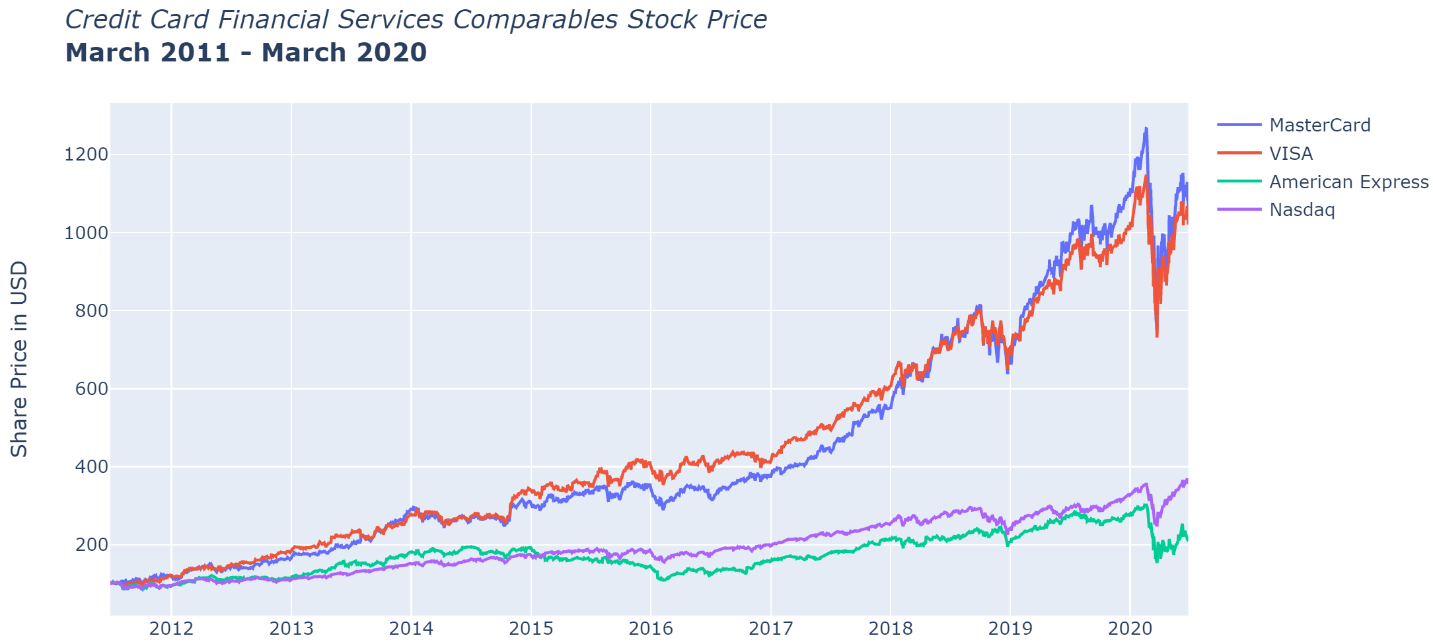 Credit Card Financial Services Comparables Stock Price
March 2011 - March 2020
MasterCard
VISA
American Express
Nasdaq
Share Price in USD
1200
1000
800
600
400
200
2012 2013 2014 2015 2016 2017 2018 2019 2020